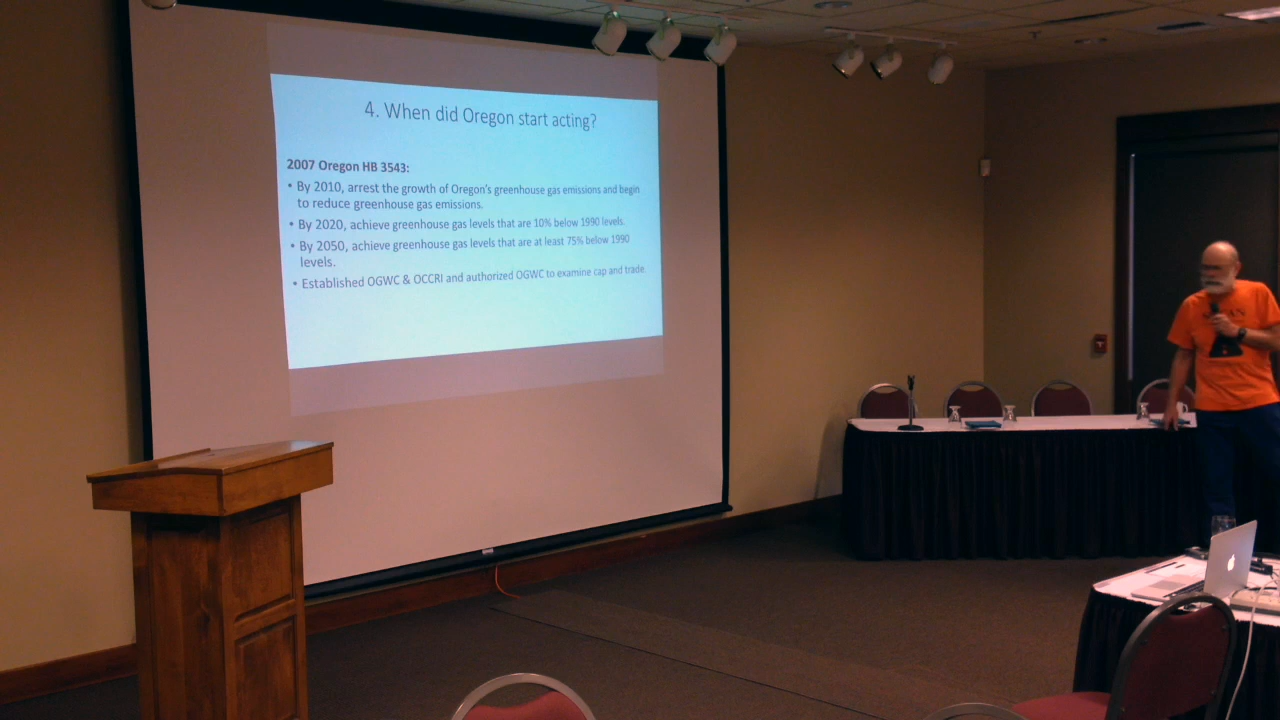 4. When did Oregon start acting?
2007 Oregon HB 3543:
• By 2010, arrest the growth of Oregon's greenhouse gas emissions and begin
to reduce greenhouse gas emissions.
• By 2020, achieve greenhouse gas levels that are 10% below 1990 levels.
• By 2050, achieve greenhouse gas levels that are at least 75% below 1990
levels.
• Established OGWC & OCCRI and authorized OGWC to examine cap and trade.